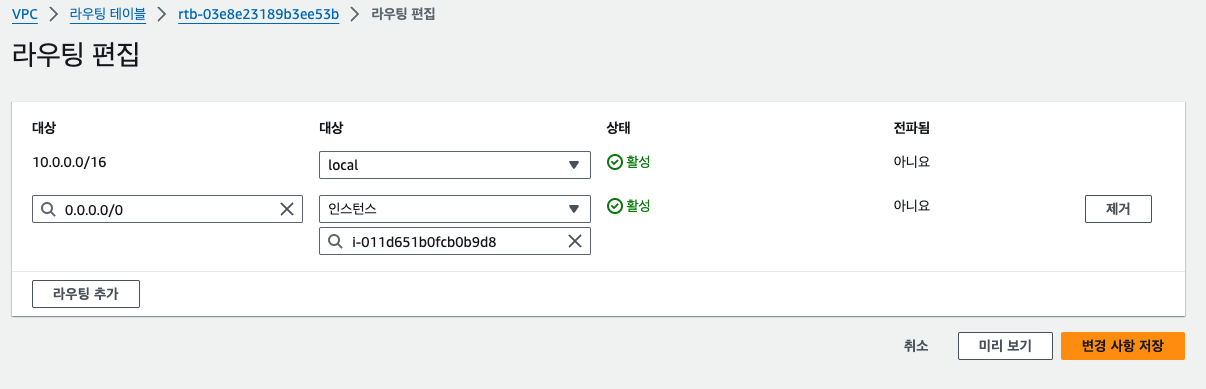 VPC > 라우팅 테이블 > rtb-03e8e23189b3ee53b > 라우팅 편집
라우팅 편집
대상 대상 상태 전파됨
10.0.0.0/16 local 활성 아니요
0.0.0.0/0 인스턴스 활성 아니요 제거
i-011d651b0fcb0b9d8
라우팅 추가
취소 미리 보기 변경 사항 저장